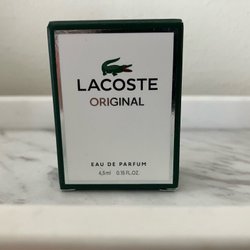 LACOSTE
ORIGINAL
EAU DE PARFUM
4,5ml 0.15 FL.OZ